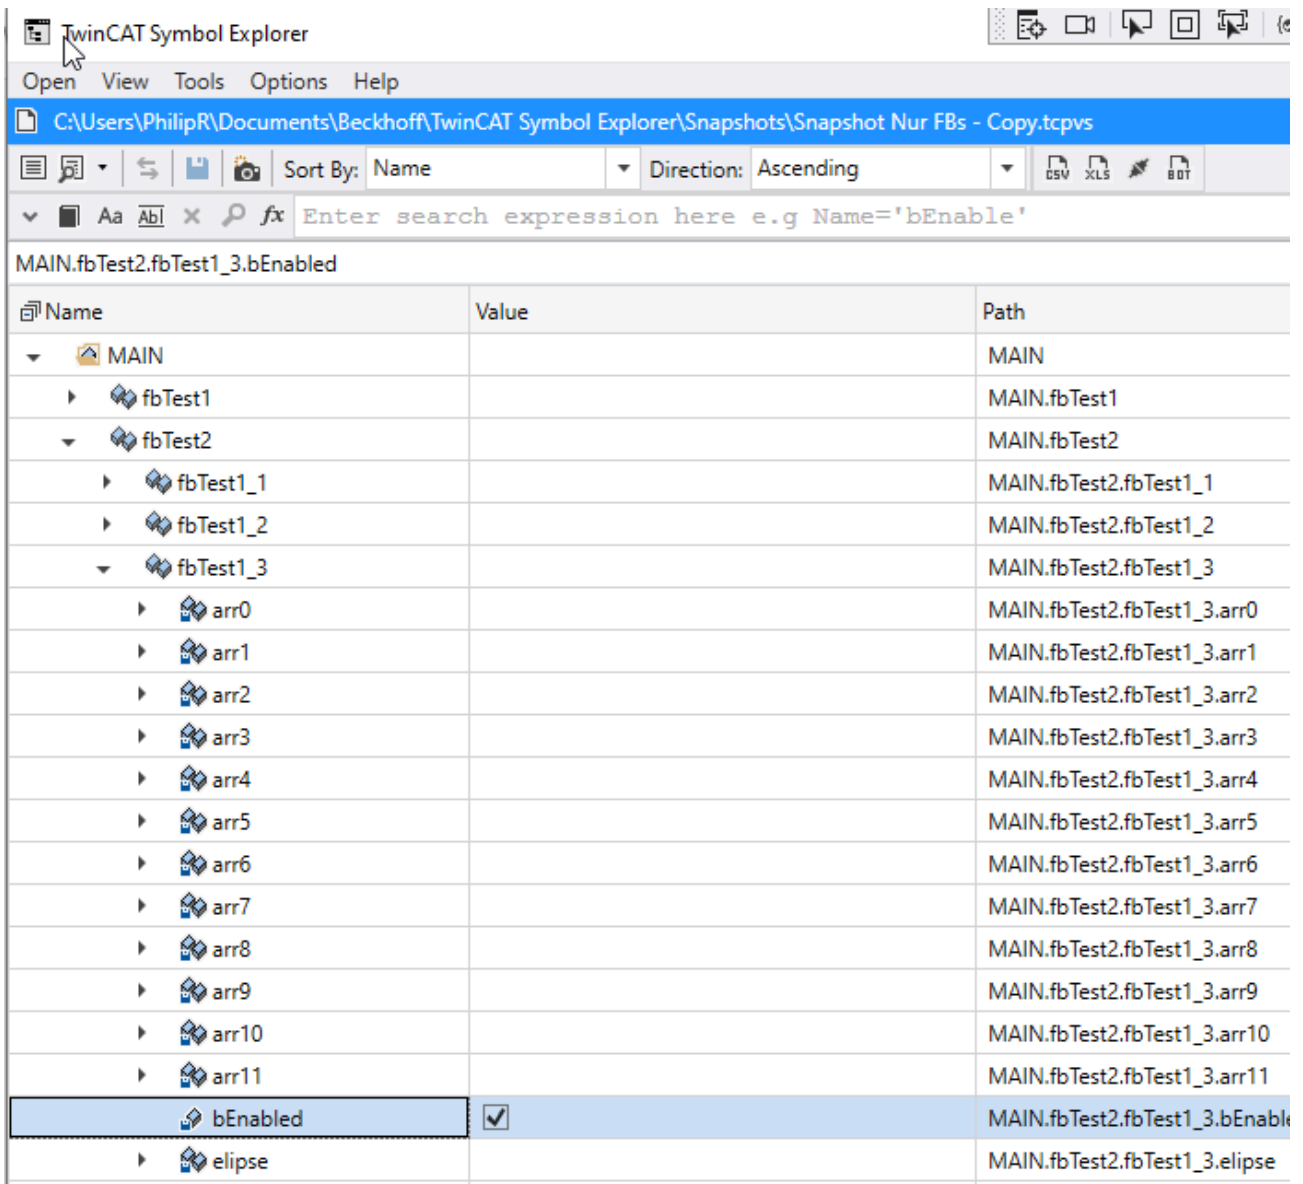 TwinCAT Symbol Explorer
Open View Tools Options Help
C:\Users\PhilipR\Documents\Beckhoff\TwinCAT Symbol Explorer\Snapshots\Snapshot Nur FBs - Copy.tcpvs
Sort By: Name Direction: Ascending CSV XLS BOT
Aa Abl fx Enter search expression here e.g Name='bEnable'
MAIN.fbTest2.fbTest1_3.bEnabled
Name Value Path
MAIN MAIN
fbTest1 MAIN.fbTest1
fbTest2 MAIN.fbTest2
fbTest1_1 MAIN.fbTest2.fbTest1_1
fbTest1_2 MAIN.fbTest2.fbTest1_2
fbTest1_3 MAIN.fbTest2.fbTest1_3
arr0 MAIN.fbTest2.fbTest1_3.arr0
arr1 MAIN.fbTest2.fbTest1_3.arr1
arr2 MAIN.fbTest2.fbTest1_3.arr2
arr3 MAIN.fbTest2.fbTest1_3.arr3
arr4 MAIN.fbTest2.fbTest1_3.arr4
arr5 MAIN.fbTest2.fbTest1_3.arr5
arr6 MAIN.fbTest2.fbTest1_3.arr6
arr7 MAIN.fbTest2.fbTest1_3.arr7
arr8 MAIN.fbTest2.fbTest1_3.arr8
arr9 MAIN.fbTest2.fbTest1_3.arr9
arr10 MAIN.fbTest2.fbTest1_3.arr10
arr11 MAIN.fbTest2.fbTest1_3.arr11
bEnabled MAIN.fbTest2.fbTest1_3.bEnable
elipse MAIN.fbTest2.fbTest1_3.elipse